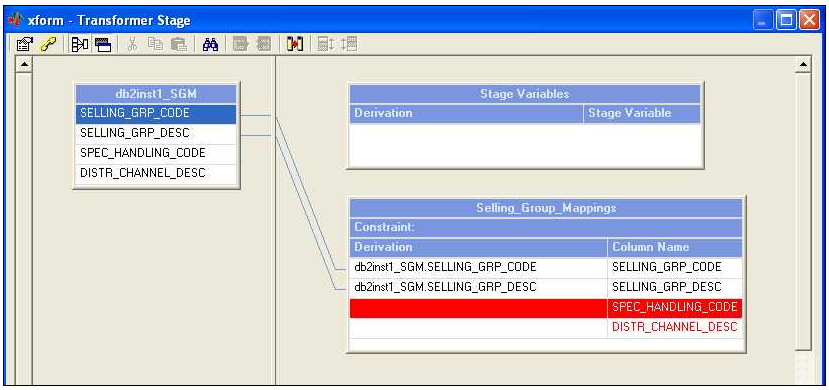 xform - Transformer Stage
db2inst1_SGM
SELLING_GRP_CODE
SELLING_GRP_DESC
SPEC_HANDLING_CODE
DISTR_CHANNEL_DESC
Stage Variables
Derivation Stage Variable
Selling_Group_Mappings
Constraint:
Derivation Column Name
db2inst1_SGM.SELLING_GRP_CODE SELLING_GRP_CODE
db2inst1_SGM.SELLING_GRP_DESC SELLING_GRP_DESC
SPEC_HANDLING_CODE
DISTR_CHANNEL_DESC